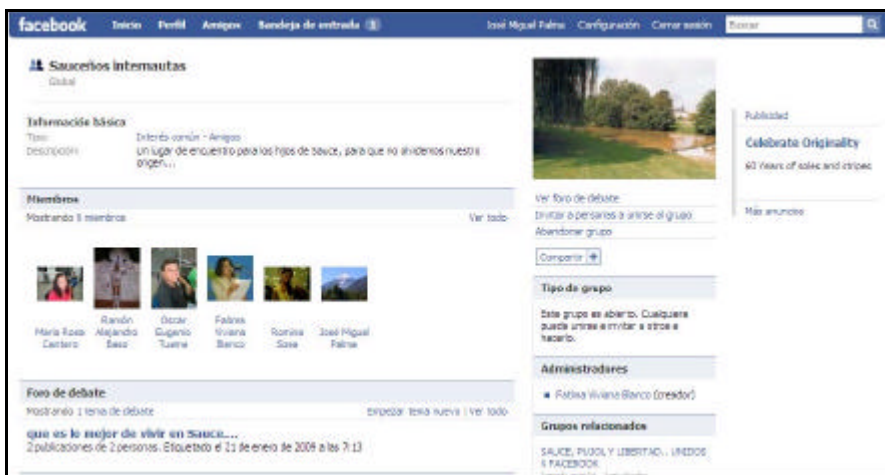 facebook Inicio Perfil Amigos Bandeja de entrada 1 José Miguel Palma Configuración Cerrar sesión Buscar
Sauceños internautas
Global
Información básica
Tipo: Interés común - Amigos
Descripción: un lugar de encuentro para los hijos de sauce, para que no olvidemos nuestro
origen...
Miembros
Mostrando 6 miembros Ver todo
Maria Rosa
Cantero
Ramón
Alejandro
Oscar
Eugenio
Fatima
Viviana
Blanco
Romina
Sosa
José Miguel
Palma
Foro de debate
Mostrando 1 tema de debate Empezar tema nuevo | Ver todo
que es lo mejor de vivir en Sauce....
2 publicaciones de 2 personas. Etiquetado el 21 de enero de 2009 a las 7:13
Ver foro de debate
Invitar a personas a unirse al grupo
Abandonar grupo
Compartir +
Tipo de grupo
Este grupo es abierto. Cualquiera
puede unirse e invitar a otros a
hacerlo.
Administradores
Fatima Viviana Blanco (creador)
Grupos relacionados
SAUCE, PUJOL Y LIBERTAD... UNIDOS
X FACEBOOK
Publicidad
Celebrate Originality
60 Years of soles and stripes
Más anuncios